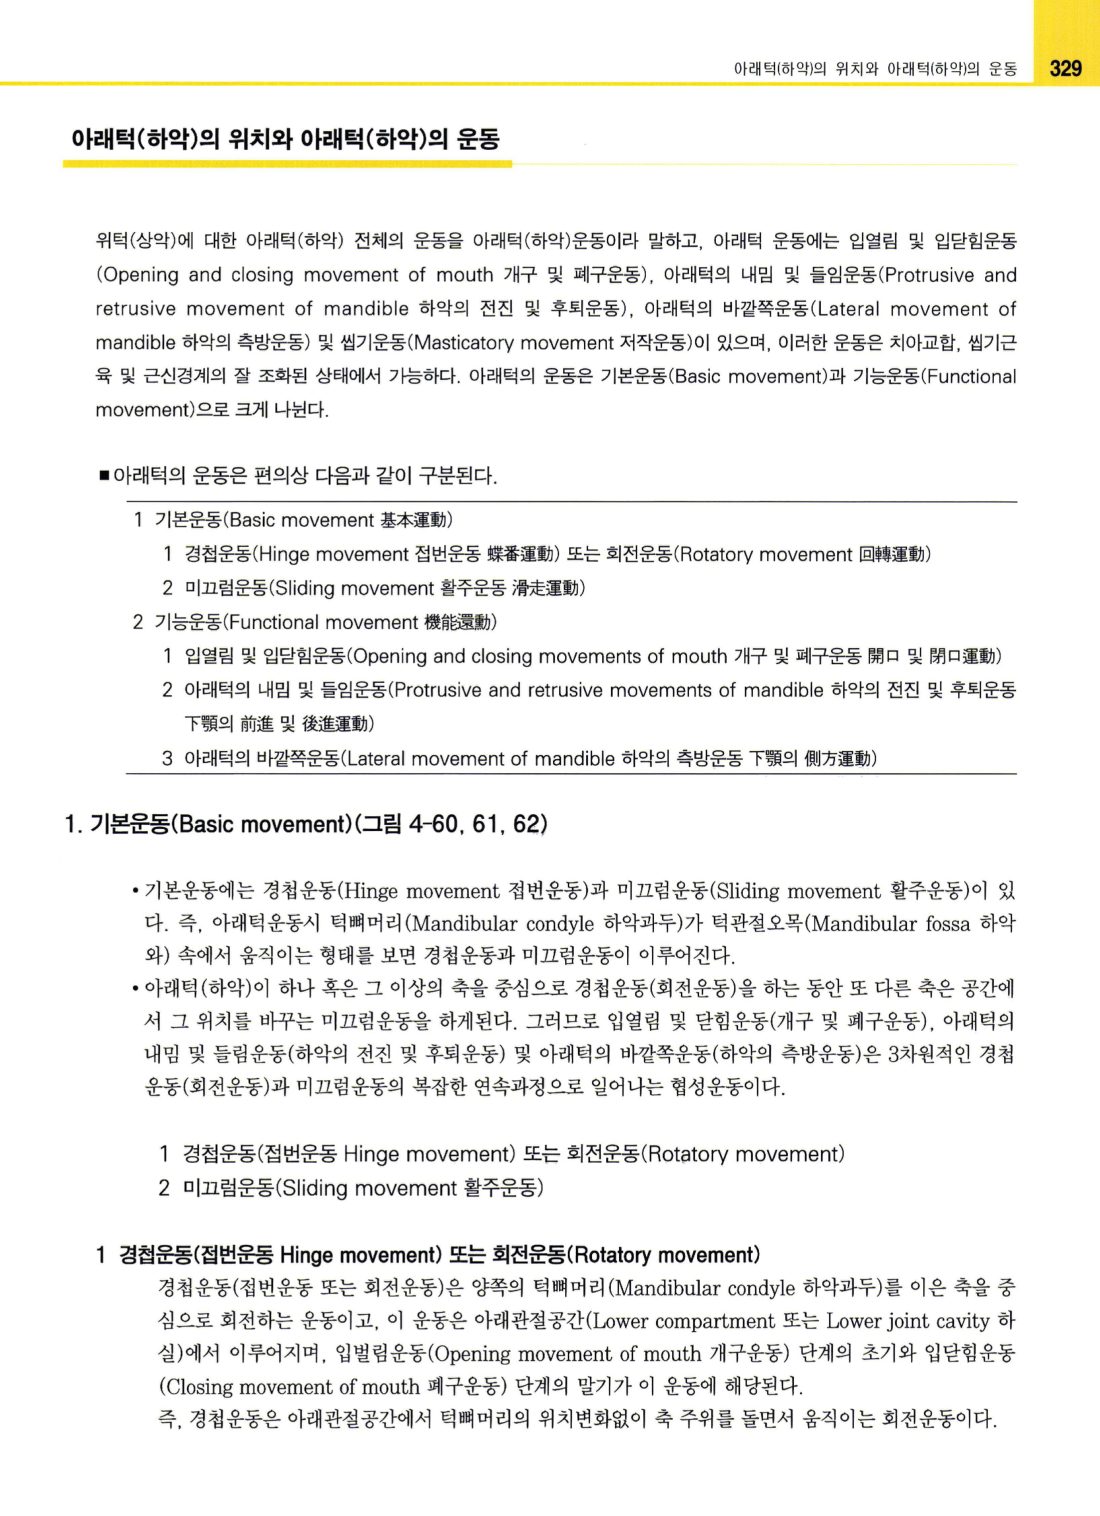 아래턱(하악)의 위치와 아래턱(하악)의 운동 329
아래턱(하악)의 위치와 아래턱(하악)의 운동
위턱(상악)에 대한 아래턱(하악) 전체의 운동을 아래턱(하악)운동이라 말하고, 아래턱 운동에는 입열림 및 입닫힘운동
(Opening and closing movement of mouth 개구 및 폐구운동), 아래턱의 내밈 및 들임운동(Protrusive and
retrusive movement of mandible 하악의 전진 및 후퇴운동), 아래턱의 바깥쪽운동(Lateral movement of
mandible 하악의 측방운동) 및 씹기운동(Masticatory movement 저작운동)이 있으며, 이러한 운동은 치아교합, 씹기근
육 및 근신경계의 잘 조화된 상태에서 가능하다. 아래턱의 운동은 기본운동(Basic movement)과 기능운동(Functional
movement)으로 크게 나뉜다.
■ 아래턱의 운동은 편의상 다음과 같이 구분된다.
1 기본운동(Basic movement 基本運動)
1 경첩운동(Hinge movement 접번운동 蝶番運動) 또는 회전운동(Rotatory movement 回轉運動)
2 미끄럼운동(Sliding movement 활주운동 滑走運動)
2 기능운동(Functional movement 機能還動)
1 입열림 및 입닫힘운동(Opening and closing movements of mouth 개구 및 폐구운동 開口 및 閉口運動)
2 아래턱의 내밈 및 들임운동(Protrusive and retrusive movements of mandible 하악의 전진 및 후퇴운동
下顎의 前進 및 後進運動)
3 아래턱의 바깥쪽운동(Lateral movement of mandible 하악의 측방운동 下顎의 側方運動)
1. 기본운동(Basic movement)(그림 4-60, 61, 62)
• 기본운동에는 경첩운동(Hinge movement 접번운동)과 미끄럼운동(Sliding movement 활주운동)이 있
다. 즉, 아래턱운동시 턱뼈머리(Mandibular condyle 하악과두)가 턱관절오목(Mandibular fossa 하악
와) 속에서 움직이는 형태를 보면 경첩운동과 미끄럼운동이 이루어진다.
• 아래턱(하악)이 하나 혹은 그 이상의 축을 중심으로 경첩운동(회전운동)을 하는 동안 또 다른 축은 공간에
서 그 위치를 바꾸는 미끄럼운동을 하게된다. 그러므로 입열림 및 닫힘운동(개구 및 폐구운동), 아래턱의
내밈 및 들림운동(하악의 전진 및 후퇴운동) 및 아래턱의 바깥쪽운동(하악의 측방운동)은 3차원적인 경첩
운동(회전운동)과 미끄럼운동의 복잡한 연속과정으로 일어나는 협성운동이다.
1 경첩운동(접번운동 Hinge movement) 또는 회전운동(Rotatory movement)
2 미끄럼운동(Sliding movement 활주운동)
1 경첩운동(접번운동 Hinge movement) 또는 회전운동(Rotatory movement)
경첩운동(접번운동 또는 회전운동)은 양쪽의 턱뼈머리(Mandibular condyle 하악과두)를 이은 축을 중
심으로 회전하는 운동이고, 이 운동은 아래관절공간(Lower compartment 또는 Lower joint cavity 하
실)에서 이루어지며, 입벌림운동(Opening movement of mouth 개구운동) 단계의 초기와 입닫힘운동
(Closing movement of mouth 폐구운동) 단계의 말기가 이 운동에 해당된다.
즉, 경첩운동은 아래관절공간에서 턱뼈머리의 위치변화없이 축 주위를 돌면서 움직이는 회전운동이다.